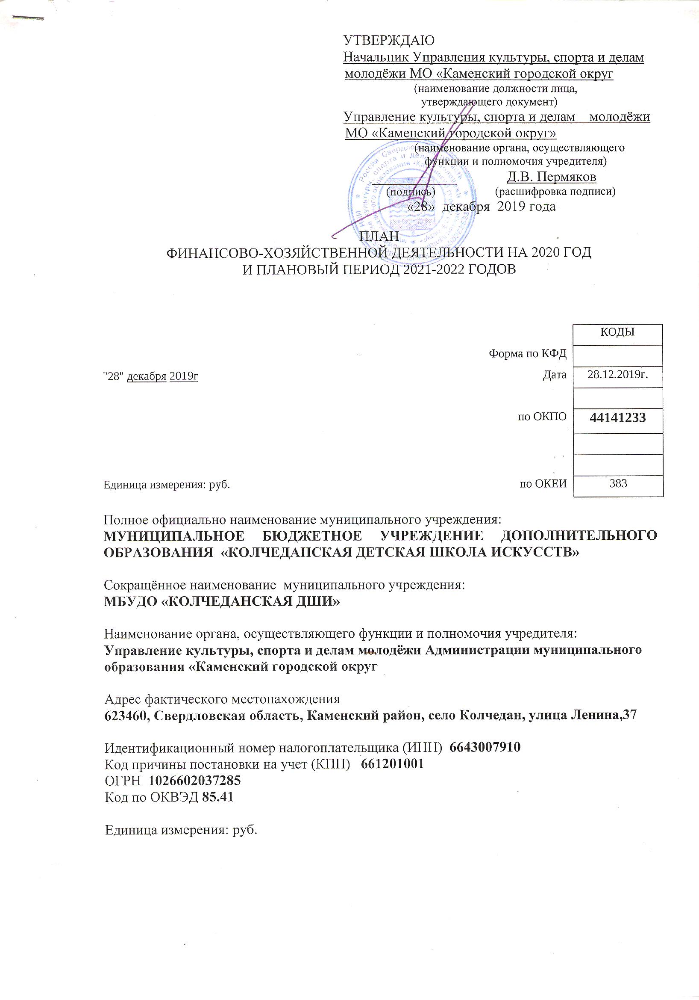 УТВЕРЖДАЮ
Начальник Управления культуры, спорта и делам
молодёжи МО «Каменский городской округ
(наименование должности лица,
утверждающего документ)
Управление культуры, спорта и делам молодёжи
МО «Каменский городской округ»
(наименование органа, осуществляющего
функции и полномочия учредителя)
Д.В. Пермяков
(подпись) (расшифровка подписи)
«28» декабря 2019 года
ПЛАН
ФИНАНСОВО-ХОЗЯЙСТВЕННОЙ ДЕЯТЕЛЬНОСТИ НА 2020 ГОД
И ПЛАНОВЫЙ ПЕРИОД 2021-2022 ГОДОВ
КОДЫ
Форма по КФД
"28" декабря 2019г Дата 28.12.2019г.
по ОКПО 44141233
Единица измерения: руб. по ОКЕИ 383
Полное официально наименование муниципального учреждения:
МУНИЦИПАЛЬНОЕ БЮДЖЕТНОЕ УЧРЕЖДЕНИЕ ДОПОЛНИТЕЛЬНОГО
ОБРАЗОВАНИЯ «КОЛЧЕДАНСКАЯ ДЕТСКАЯ ШКОЛА ИСКУССТВ»
Сокращённое наименование муниципального учреждения:
МБУДО «КОЛЧЕДАНСКАЯ ДШИ»
Наименование органа, осуществляющего функции и полномочия учредителя:
Управление культуры, спорта и делам молодёжи Администрации муниципального
образования «Каменский городской округ
Адрес фактического местонахождения
623460, Свердловская область, Каменский район, село Колчедан, улица Ленина,37
Идентификационный номер налогоплательщика (ИНН) 6643007910
Код причины постановки на учет (КПП) 661201001
ОГРН 1026602037285
Код по ОКВЭД 85.41
Единица измерения: руб.